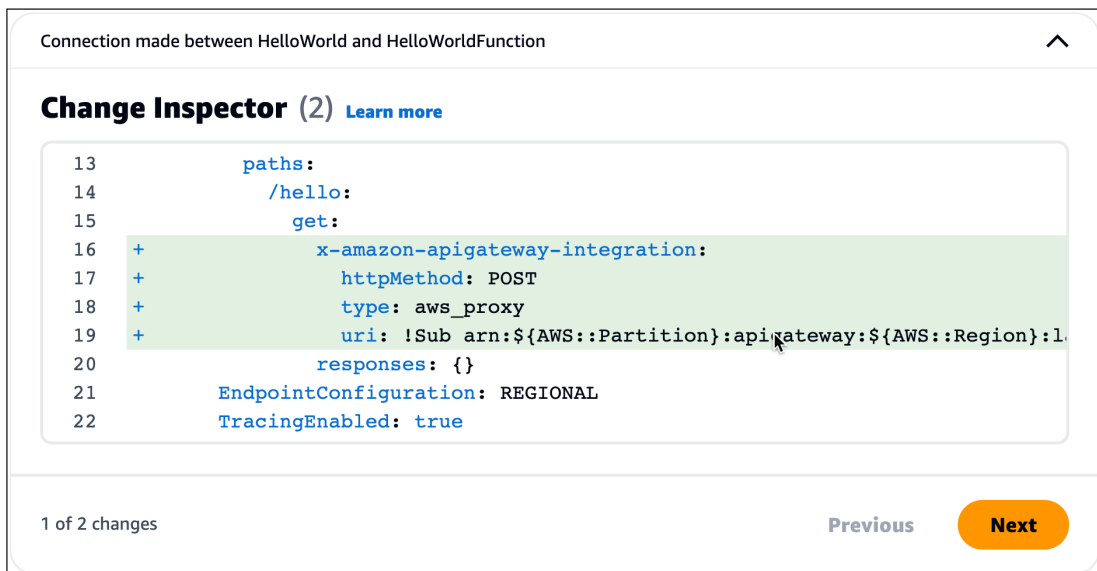 Connection made between HelloWorld and HelloWorldFunction
Change Inspector (2) Learn more
13 paths:
14 /hello:
15 get:
16 + x-amazon-apigateway-integration:
17 + httpMethod: POST
18 + type: aws_proxy
19 + uri: !Sub arn:${AWS::Partition}:apigateway:${AWS::Region}:l
20 responses: {}
21 EndpointConfiguration: REGIONAL
22 TracingEnabled: true
1 of 2 changes Previous Next